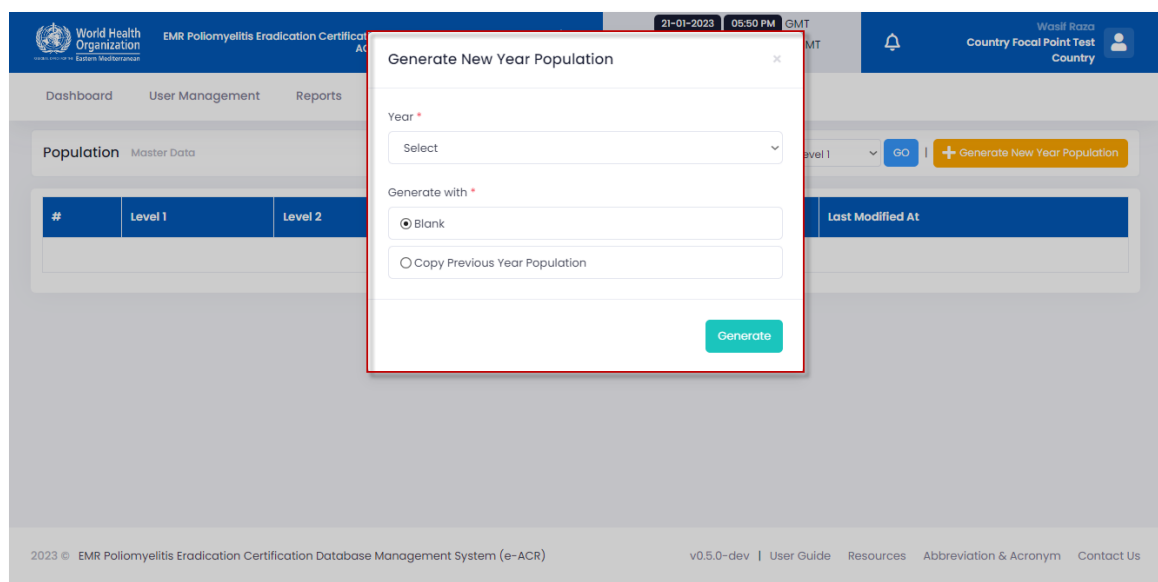 World Health
Organization
Eastern Mediterranean
EMR Poliomyelitis Eradication Certificat
AC
21-01-2023 05:50 PM GMT
MT
Wasif Raza
Country Focal Point Test
Country
Dashboard User Management Reports
Generate New Year Population ×
Year *
Select
Generate with *
Blank
Copy Previous Year Population
Generate
Population Master Data
evel 1 GO | + Generate New Year Population
# Level 1 Level 2 Last Modified At
2023 © EMR Poliomyelitis Eradication Certification Database Management System (e-ACR)
v0.5.0-dev | User Guide Resources Abbreviation & Acronym Contact Us